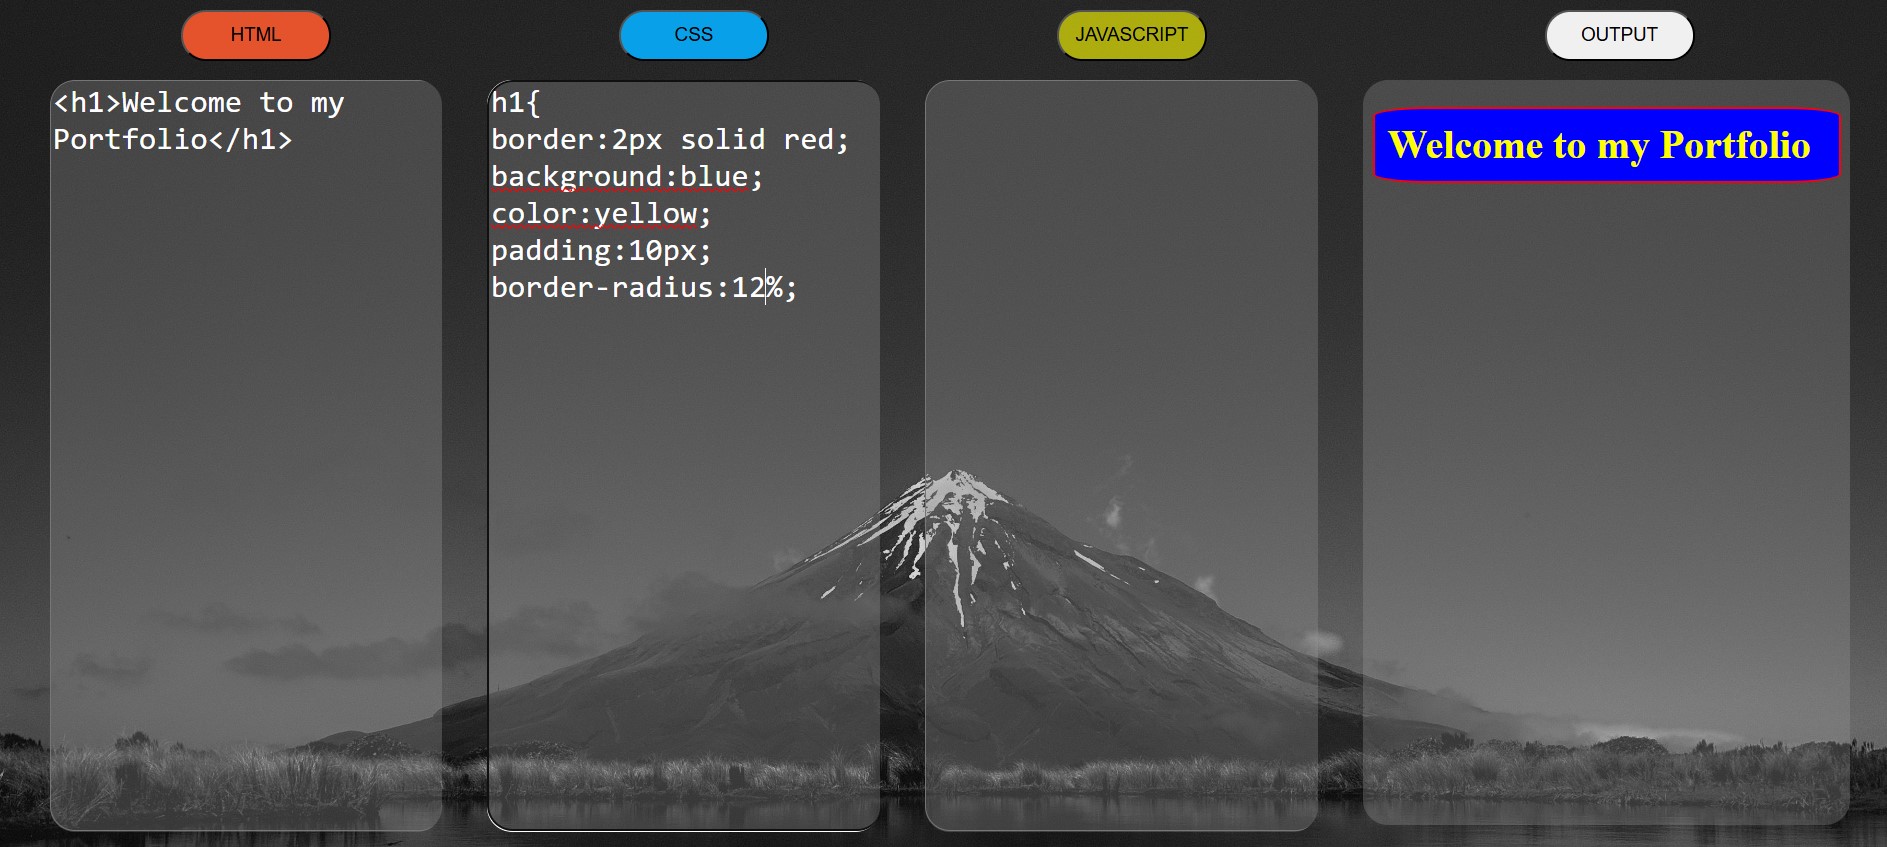 HTML
CSS
JAVASCRIPT
OUTPUT
<h1>Welcome to my
Portfolio</h1>
h1{
border:2px solid red;
background:blue;
color:yellow;
padding:10px;
border-radius:12%;
Welcome to my Portfolio